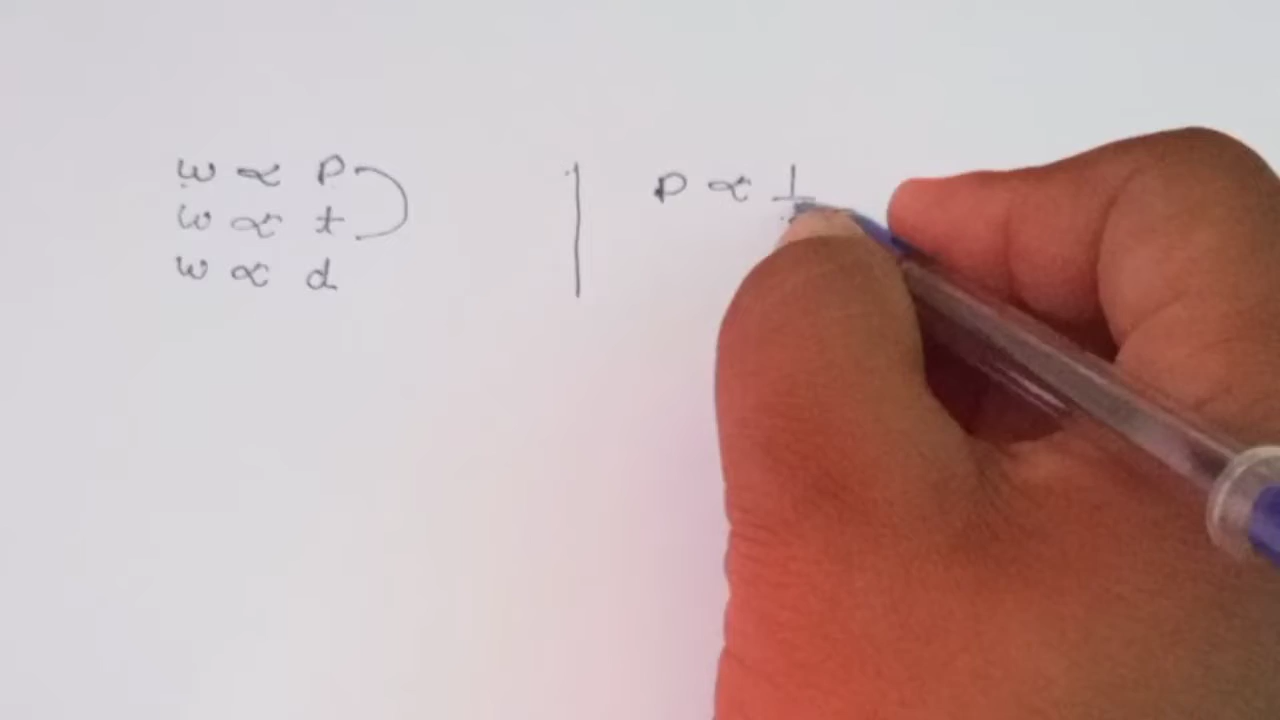 w ∝ P
w ∝ t
w ∝ d
P ∝ 1